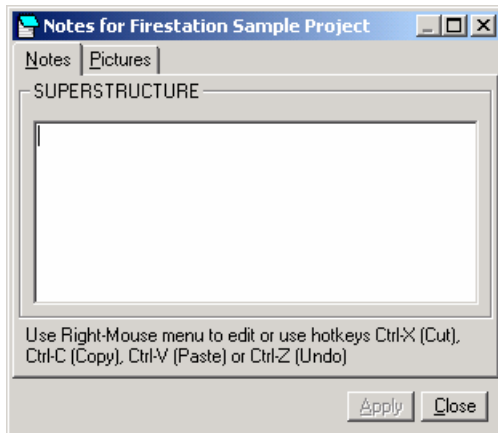 Notes for Firestation Sample Project
Notes Pictures
SUPERSTRUCTURE
Use Right-Mouse menu to edit or use hotkeys Ctrl-X (Cut),
Ctrl-C (Copy), Ctrl-V (Paste) or Ctrl-Z (Undo)
Apply Close